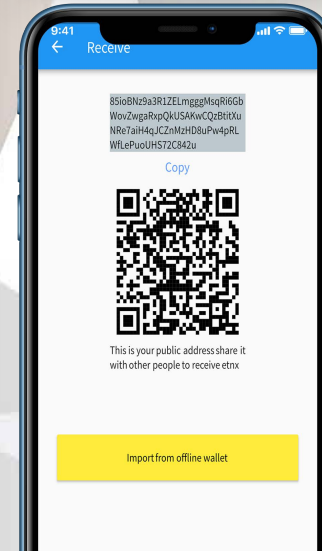 9:41
Receive
85ioBNz9a3R1ZELmgggMsqRi6Gb
WovZwgaRxpQkUSAKwCQzBtitXu
NRe7aiH4qJCZnMzHD8uPw4pRL
WfLePuoUHS72C842u
Copy
This is your public address share it
with other people to receive etnx
Import from offline wallet